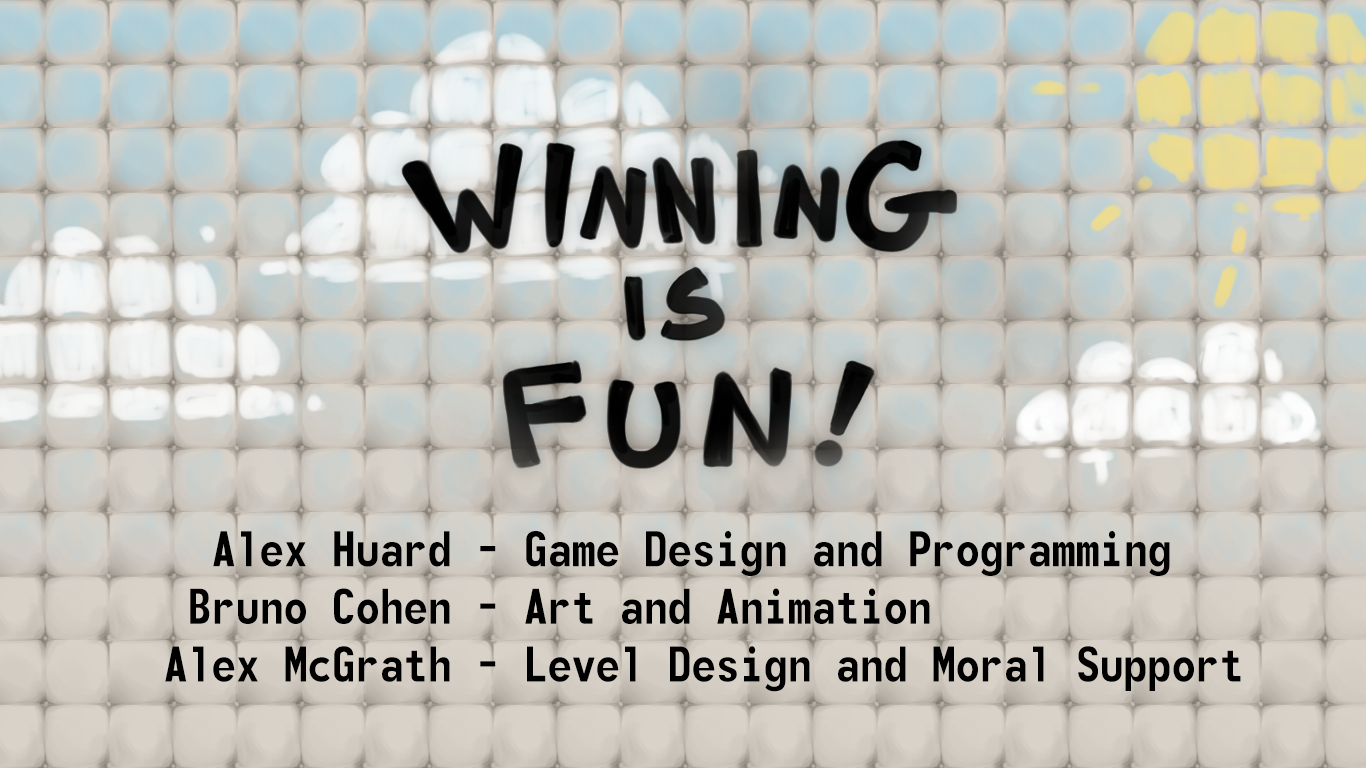 WINNING
IS
FUN!
Alex Huard - Game Design and Programming
Bruno Cohen - Art and Animation
Alex McGrath - Level Design and Moral Support